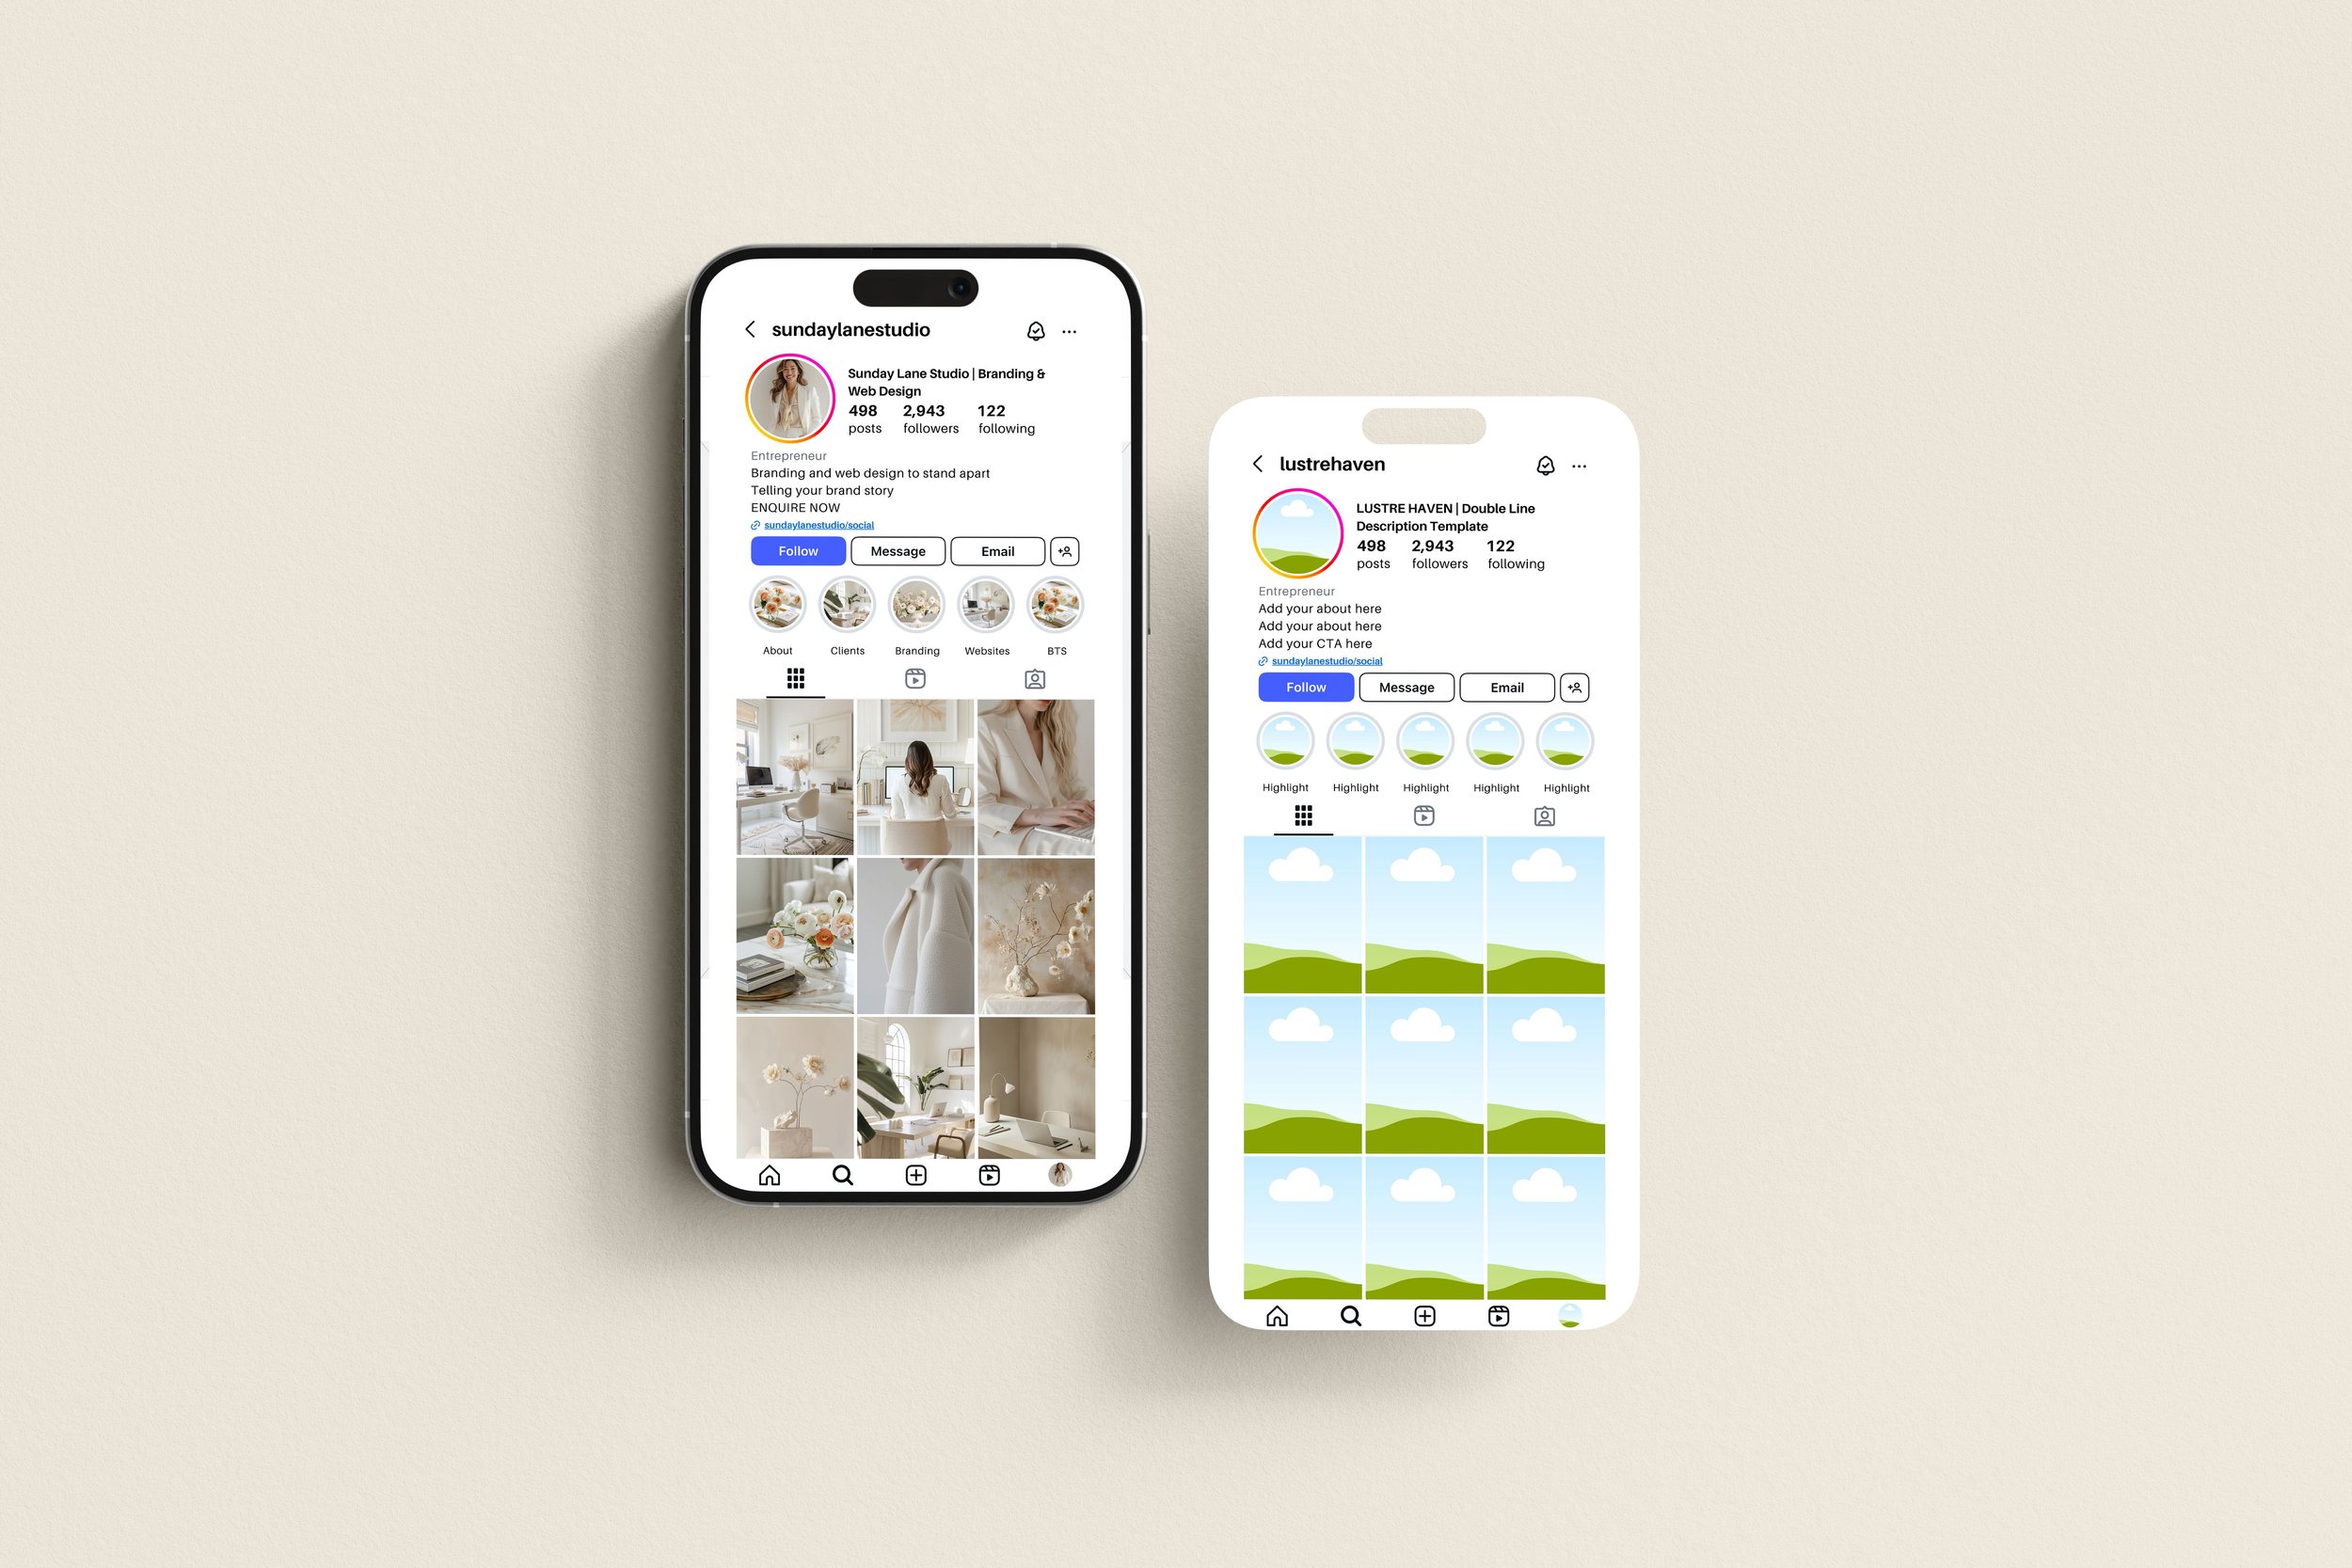 sundaylanestudio
Sunday Lane Studio | Branding &
Web Design
498 2,943 122
posts followers following
Entrepreneur
Branding and web design to stand apart
Telling your brand story
ENQUIRE NOW
sundaylanestudio/social
Follow Message Email
About Clients Branding Websites BTS
lustrehaven
LUSTRE HAVEN | Double Line
Description Template
498 2,943 122
posts followers following
Entrepreneur
Add your about here
Add your about here
Add your CTA here
sundaylanestudio/social
Follow Message Email
Highlight Highlight Highlight Highlight Highlight